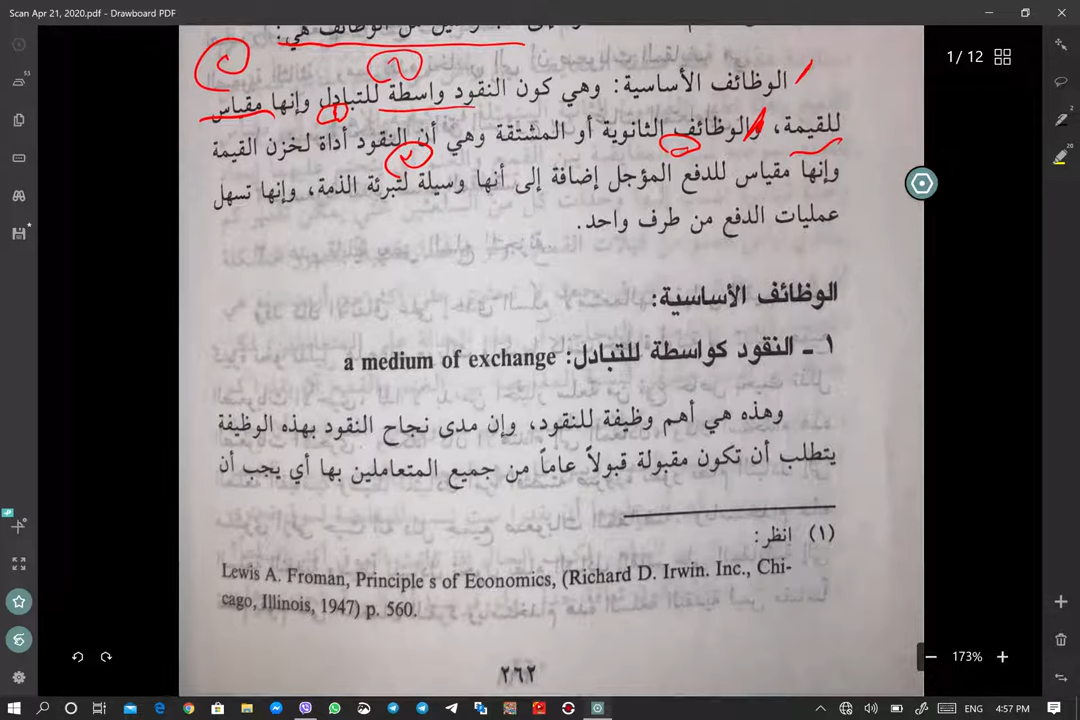 Scan Apr 21, 2020.pdf - Drawboard PDF
1 / 12
الوظائف الأساسية: وهي كون النقود واسطة للتبادل وإنها مقياس
للقيمة، والوظائف الثانوية أو المشتقة وهي أن النقود أداة لخزن القيمة
وإنها مقياس للدفع المؤجل إضافة إلى أنها وسيلة لتبرئة الذمة، وإنها تسهل
عمليات الدفع من طرف واحد.
الوظائف الأساسية:
١ - النقود كواسطة للتبادل: a medium of exchange
وهذه هي أهم وظيفة للنقود، وإن مدى نجاح النقود بهذه الوظيفة
يتطلب أن تكون مقبولة قبولاً عاماً من جميع المتعاملين بها أي يجب أن
(١) انظر:
Lewis A. Froman, Principle s of Economics, (Richard D. Irwin. Inc., Chi-
cago, Illinois, 1947) p. 560.
٢٦٢
173%
ENG 4:57 PM